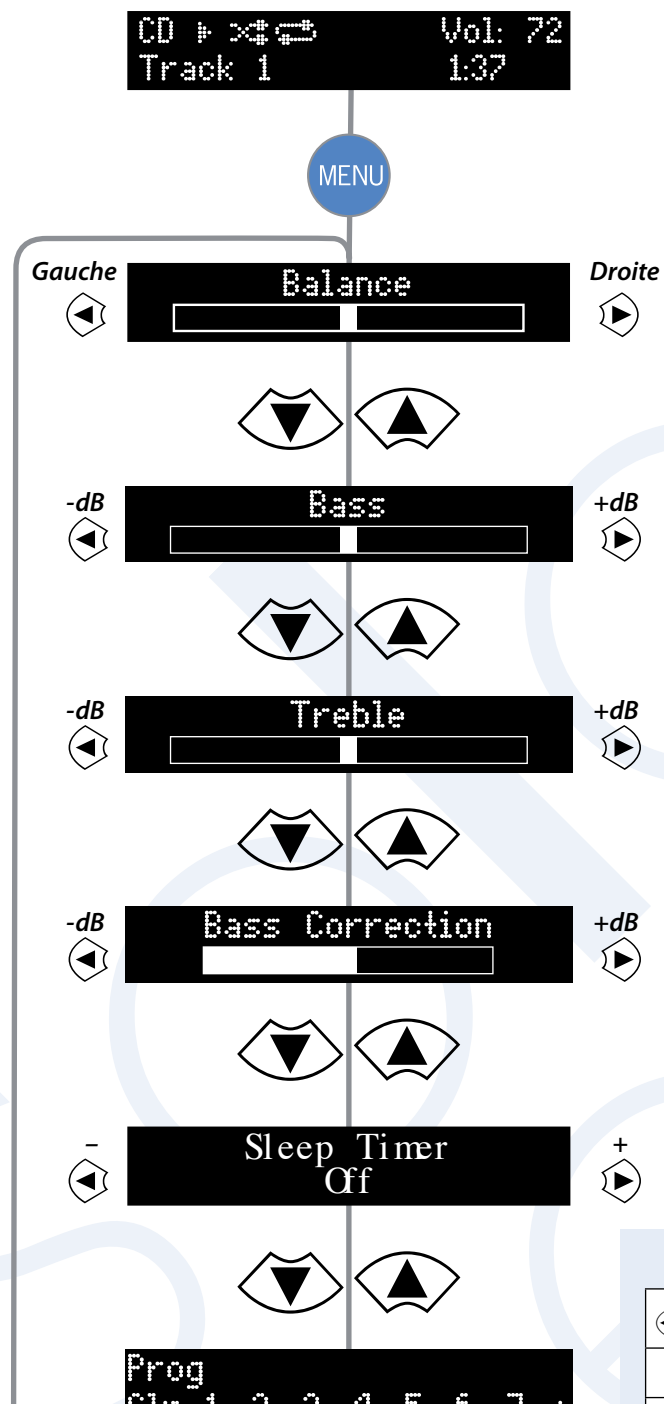 CD Vol: 72
Track 1 1:37
MENU
Gauche Balance Droite
-dB Bass +dB
-dB Treble +dB
-dB Bass Correction +dB
– Sleep Timer +
Off
Prog